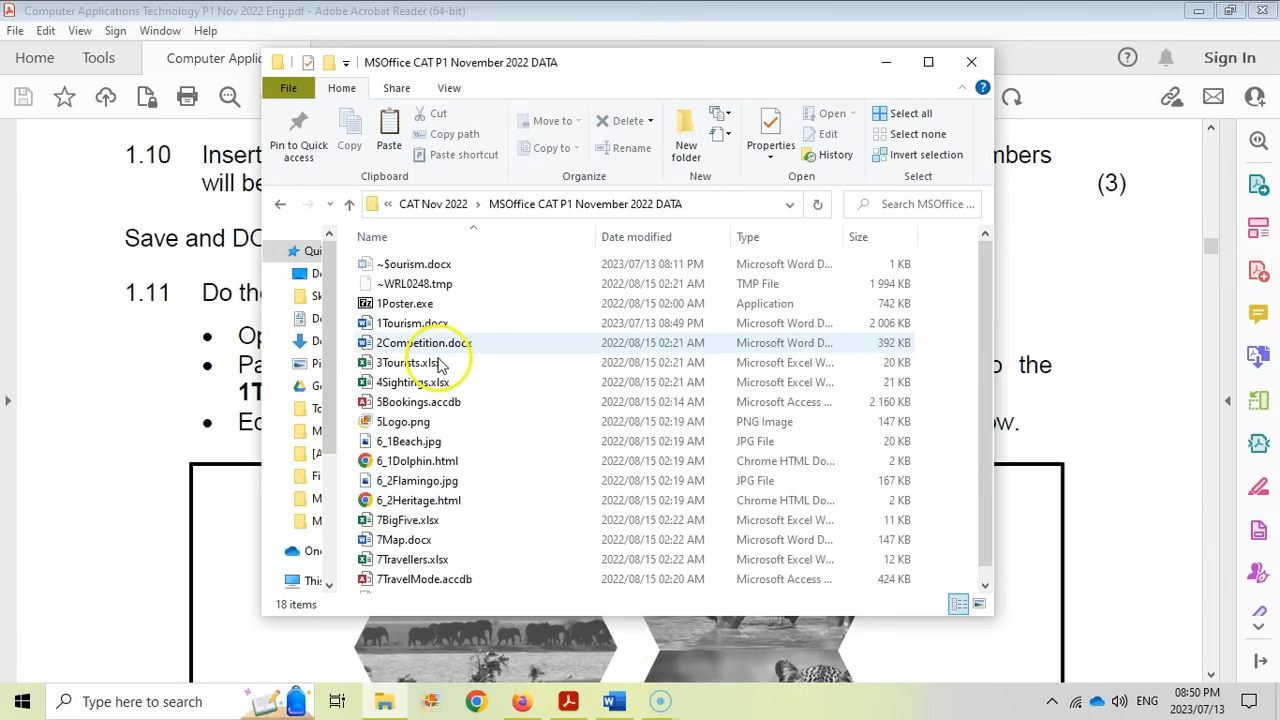 Computer Applications Technology P1 Nov 2022 Eng.pdf - Adobe Acrobat Reader (64-bit)
File Edit View Sign Window Help
Home Tools Computer Appli
Sign In
MSOffice CAT P1 November 2022 DATA
File Home Share View
Pin to Quick access
Copy
Paste
Cut
Copy path
Paste shortcut
Move to
Copy to
Delete
Rename
New folder
Properties
Open
Edit
History
Select all
Select none
Invert selection
Clipboard Organize New Open Select
« CAT Nov 2022 > MSOffice CAT P1 November 2022 DATA
Search MSOffice ...
Name Date modified Type Size
~$ourism.docx 2023/07/13 08:11 PM Microsoft Word D... 1 KB
~WRL0248.tmp 2022/08/15 02:21 AM TMP File 1 994 KB
1Poster.exe 2022/08/15 02:00 AM Application 742 KB
1Tourism.docx 2023/07/13 08:49 PM Microsoft Word D... 2 006 KB
2Competition.docx 2022/08/15 02:21 AM Microsoft Word D... 392 KB
3Tourists.xlsx 2022/08/15 02:21 AM Microsoft Excel W... 20 KB
4Sightings.xlsx 2022/08/15 02:21 AM Microsoft Excel W... 21 KB
5Bookings.accdb 2022/08/15 02:14 AM Microsoft Access ... 2 160 KB
5Logo.png 2022/08/15 02:19 AM PNG Image 147 KB
6_1Beach.jpg 2022/08/15 02:19 AM JPG File 20 KB
6_1Dolphin.html 2022/08/15 02:19 AM Chrome HTML Do... 2 KB
6_2Flamingo.jpg 2022/08/15 02:19 AM JPG File 167 KB
6_2Heritage.html 2022/08/15 02:19 AM Chrome HTML Do... 2 KB
7BigFive.xlsx 2022/08/15 02:22 AM Microsoft Excel W... 11 KB
7Map.docx 2022/08/15 02:22 AM Microsoft Word D... 147 KB
7Travellers.xlsx 2022/08/15 02:22 AM Microsoft Excel W... 12 KB
7TravelMode.accdb 2022/08/15 02:20 AM Microsoft Access ... 424 KB
18 items
Quic
This
1.10 Insert mbers
will be (3)
Save and
1.11 Do the
o the
ow.
Type here to search
ENG
08:50 PM
2023/07/13